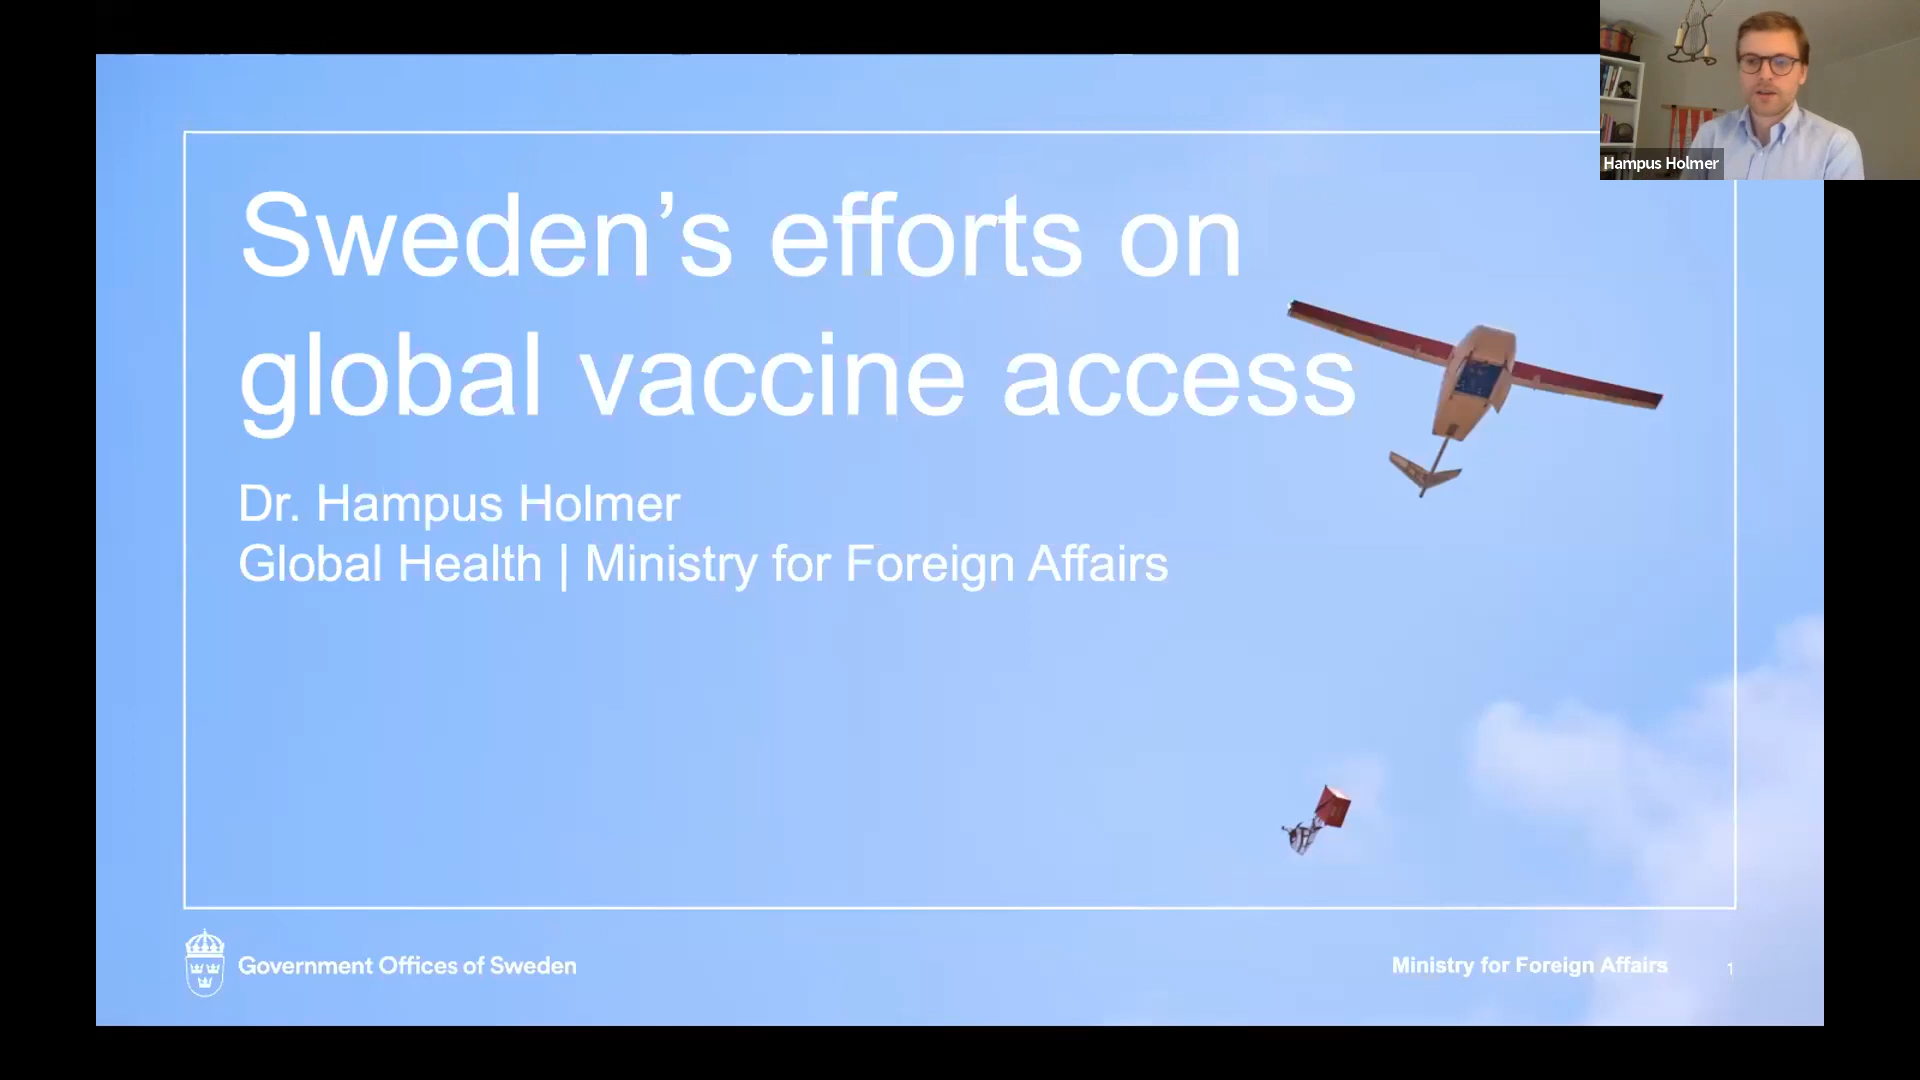 Hampus Holmer
Sweden’s efforts on
global vaccine access
Dr. Hampus Holmer
Global Health | Ministry for Foreign Affairs
Government Offices of Sweden
Ministry for Foreign Affairs
1